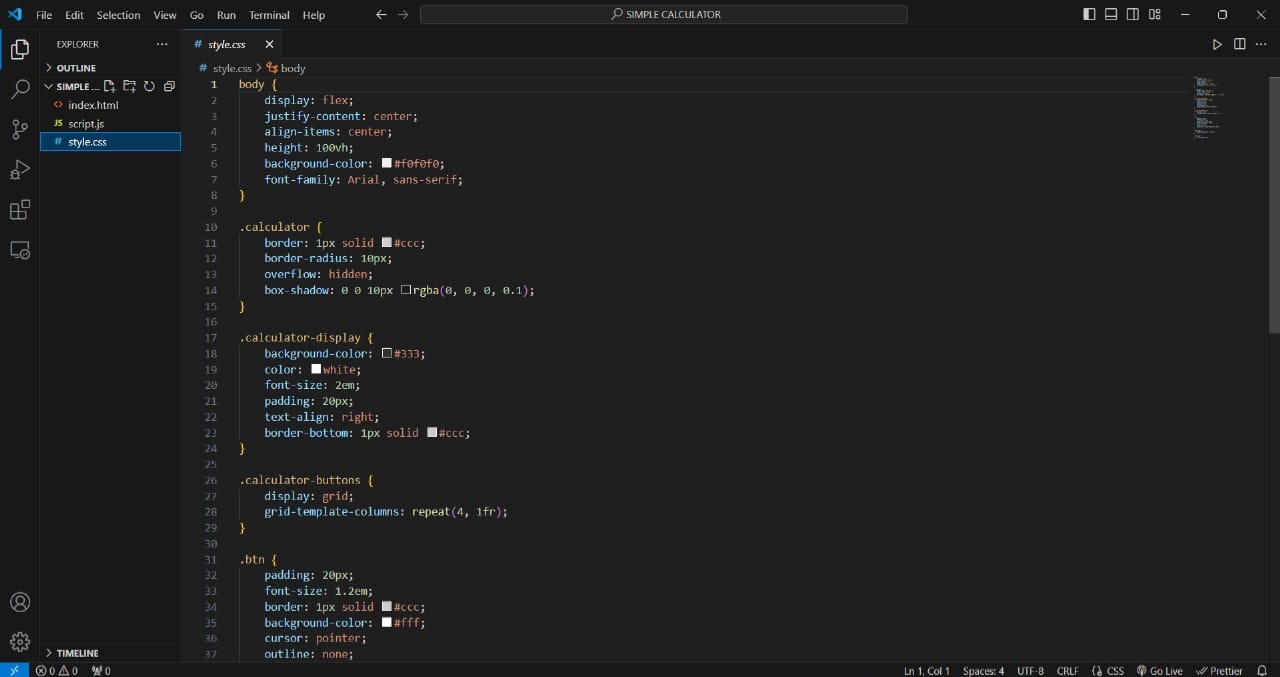 File Edit Selection View Go Run Terminal Help SIMPLE CALCULATOR
EXPLORER
OUTLINE
SIMPLE ...
index.html
JS script.js
# style.css
TIMELINE
# style.css
# style.css > body
1 body {
2 display: flex;
3 justify-content: center;
4 align-items: center;
5 height: 100vh;
6 background-color: #f0f0f0;
7 font-family: Arial, sans-serif;
8 }
9
10 .calculator {
11 border: 1px solid #ccc;
12 border-radius: 10px;
13 overflow: hidden;
14 box-shadow: 0 0 10px rgba(0, 0, 0, 0.1);
15 }
16
17 .calculator-display {
18 background-color: #333;
19 color: white;
20 font-size: 2em;
21 padding: 20px;
22 text-align: right;
23 border-bottom: 1px solid #ccc;
24 }
25
26 .calculator-buttons {
27 display: grid;
28 grid-template-columns: repeat(4, 1fr);
29 }
30
31 .btn {
32 padding: 20px;
33 font-size: 1.2em;
34 border: 1px solid #ccc;
35 background-color: #fff;
36 cursor: pointer;
37 outline: none;
0 0 0 Ln 1, Col 1 Spaces: 4 UTF-8 CRLF {} CSS Go Live Prettier